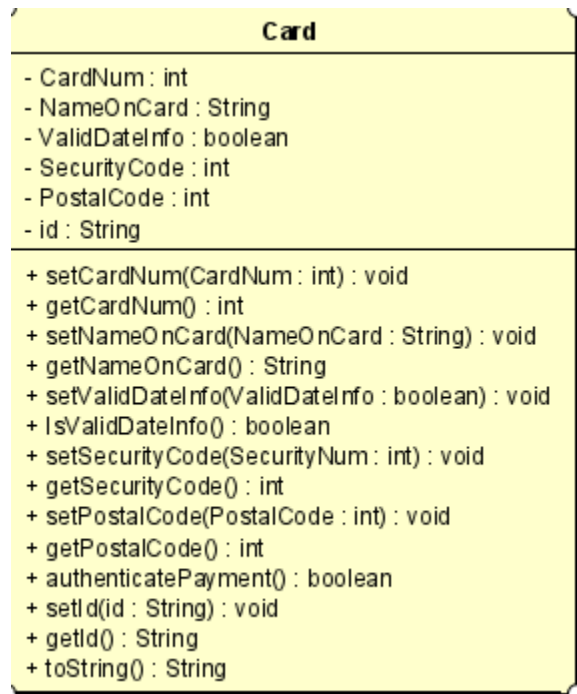 Card
- CardNum : int
- NameOnCard : String
- ValidDateInfo : boolean
- SecurityCode : int
- PostalCode : int
- id : String
+ setCardNum(CardNum : int) : void
+ getCardNum() : int
+ setNameOnCard(NameOnCard : String) : void
+ getNameOnCard() : String
+ setValidDateInfo(ValidDateInfo : boolean) : void
+ IsValidDateInfo() : boolean
+ setSecurityCode(SecurityNum : int) : void
+ getSecurityCode() : int
+ setPostalCode(PostalCode : int) : void
+ getPostalCode() : int
+ authenticatePayment() : boolean
+ setId(id : String) : void
+ getId() : String
+ toString() : String